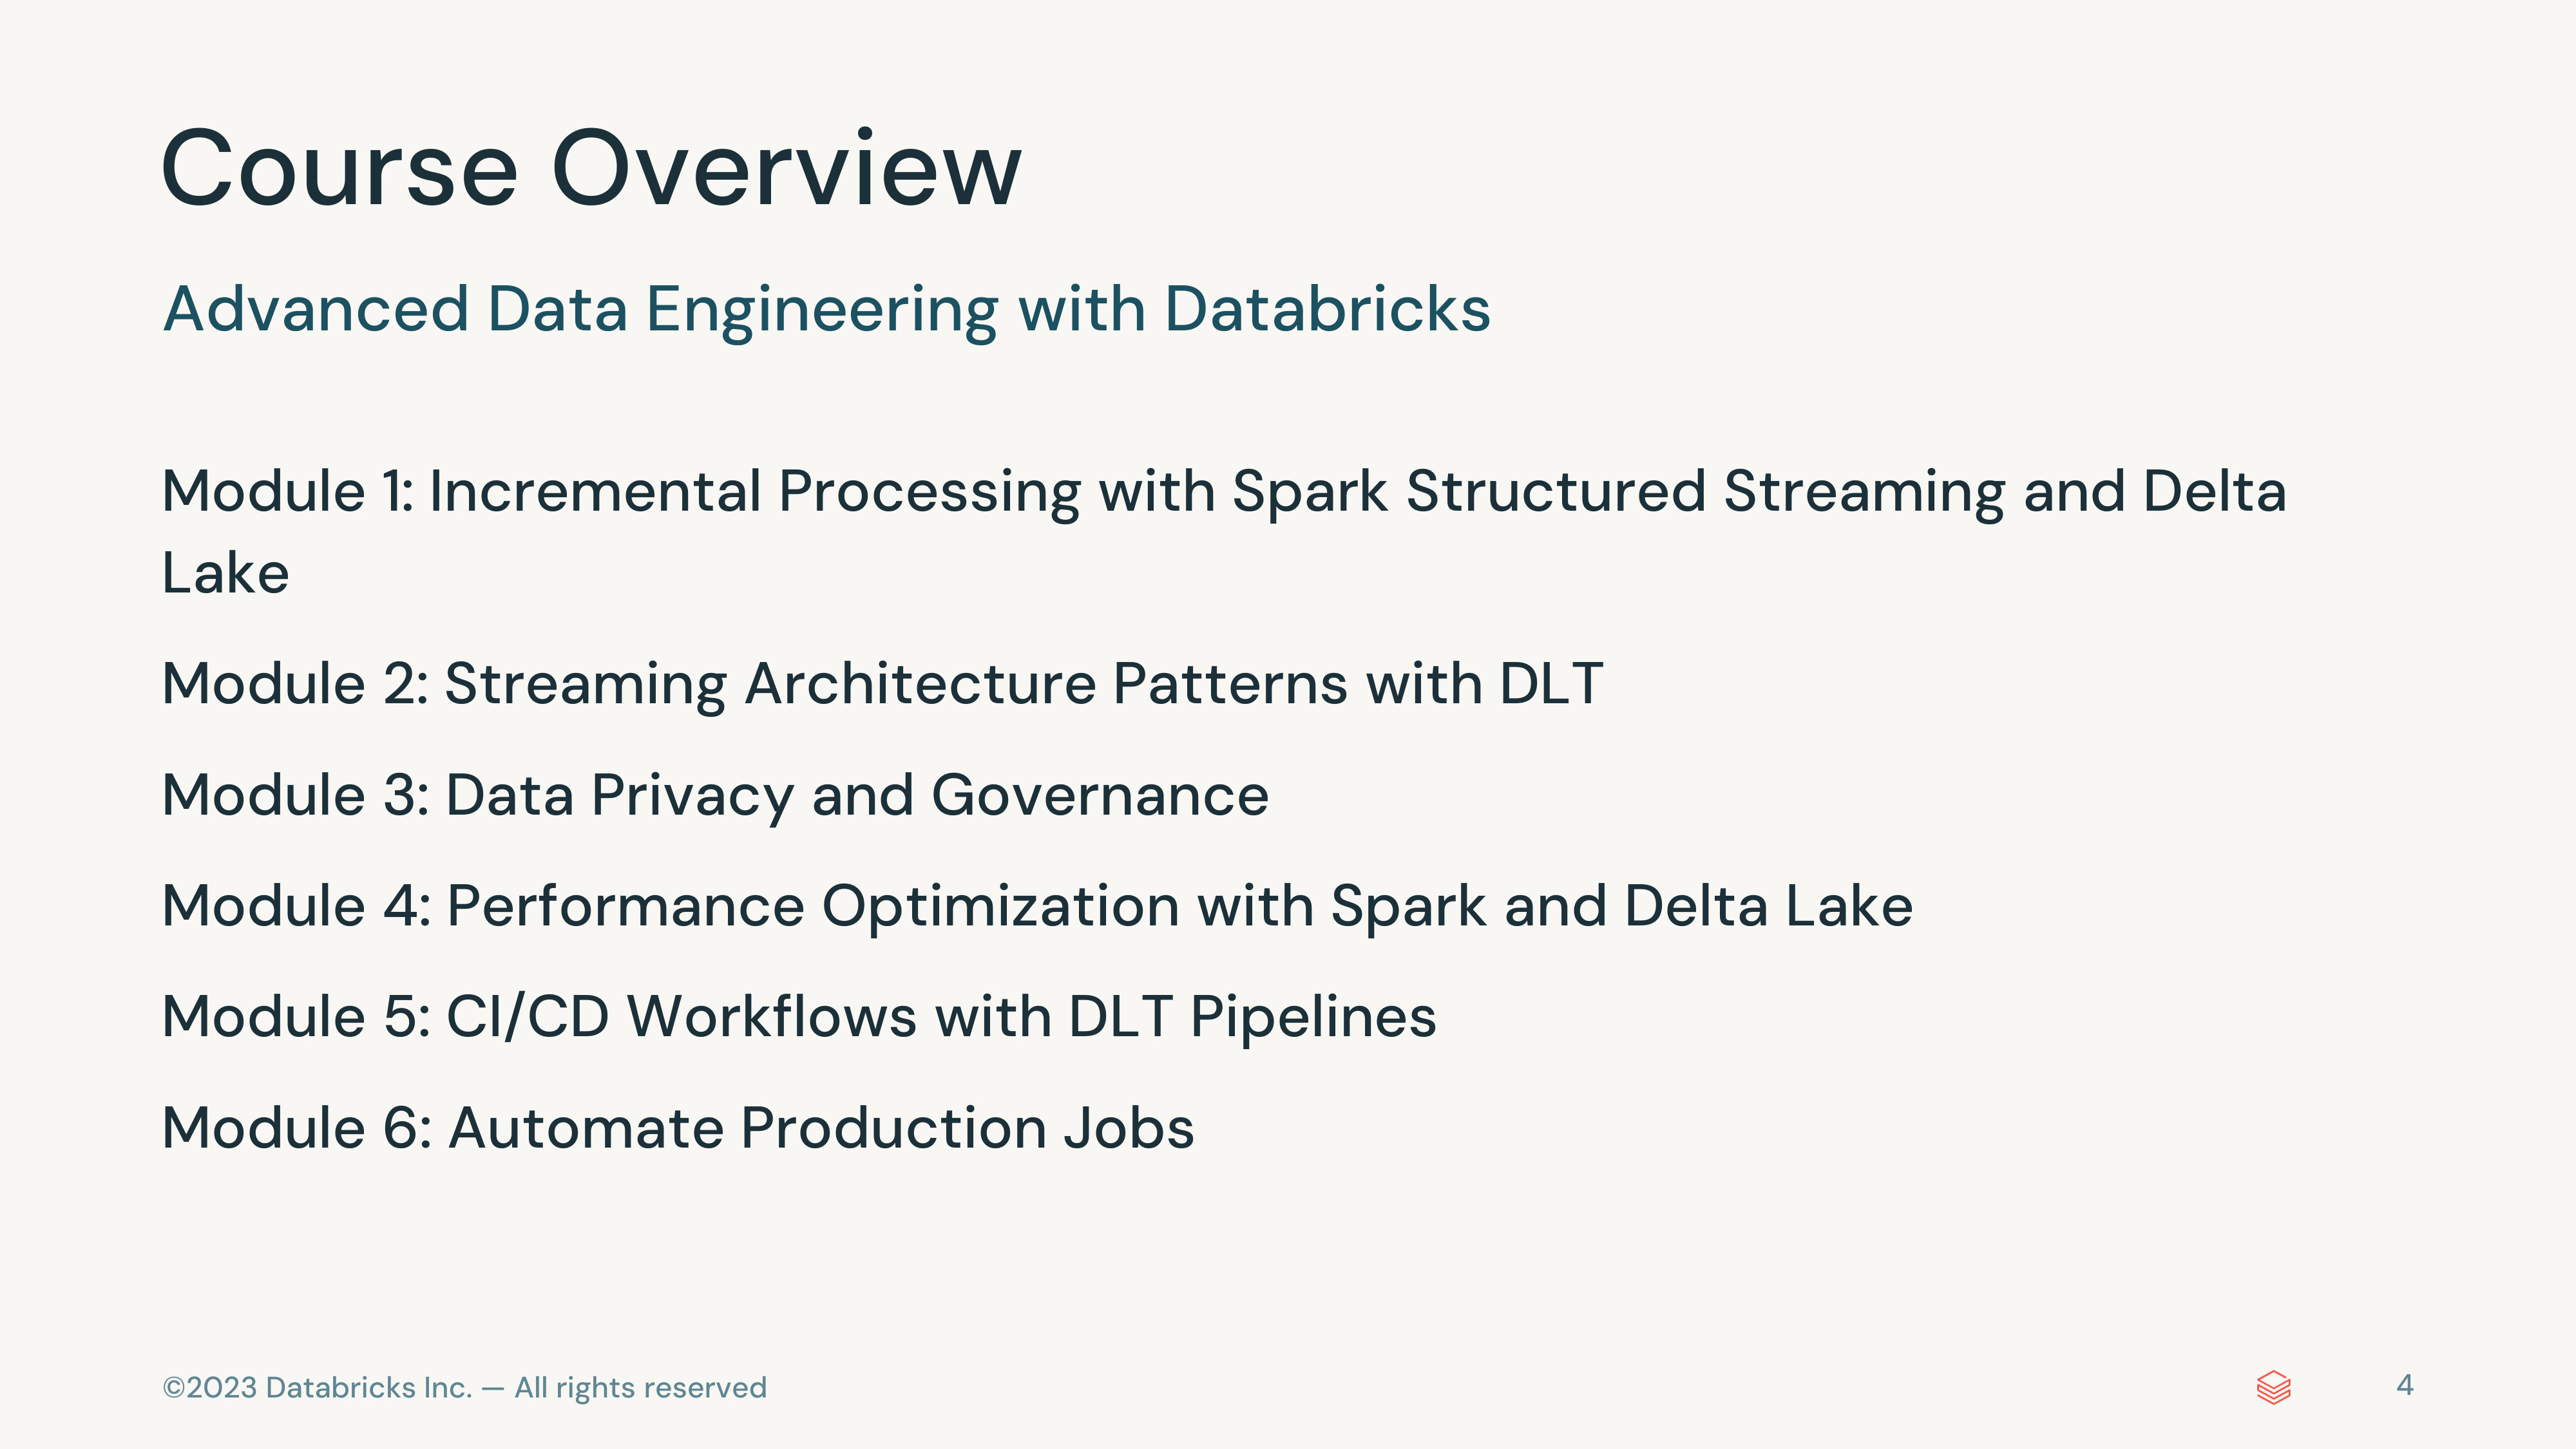 Course Overview
Advanced Data Engineering with Databricks
Module 1: Incremental Processing with Spark Structured Streaming and Delta
Lake
Module 2: Streaming Architecture Patterns with DLT
Module 3: Data Privacy and Governance
Module 4: Performance Optimization with Spark and Delta Lake
Module 5: CI/CD Workflows with DLT Pipelines
Module 6: Automate Production Jobs
©2023 Databricks Inc. — All rights reserved
4